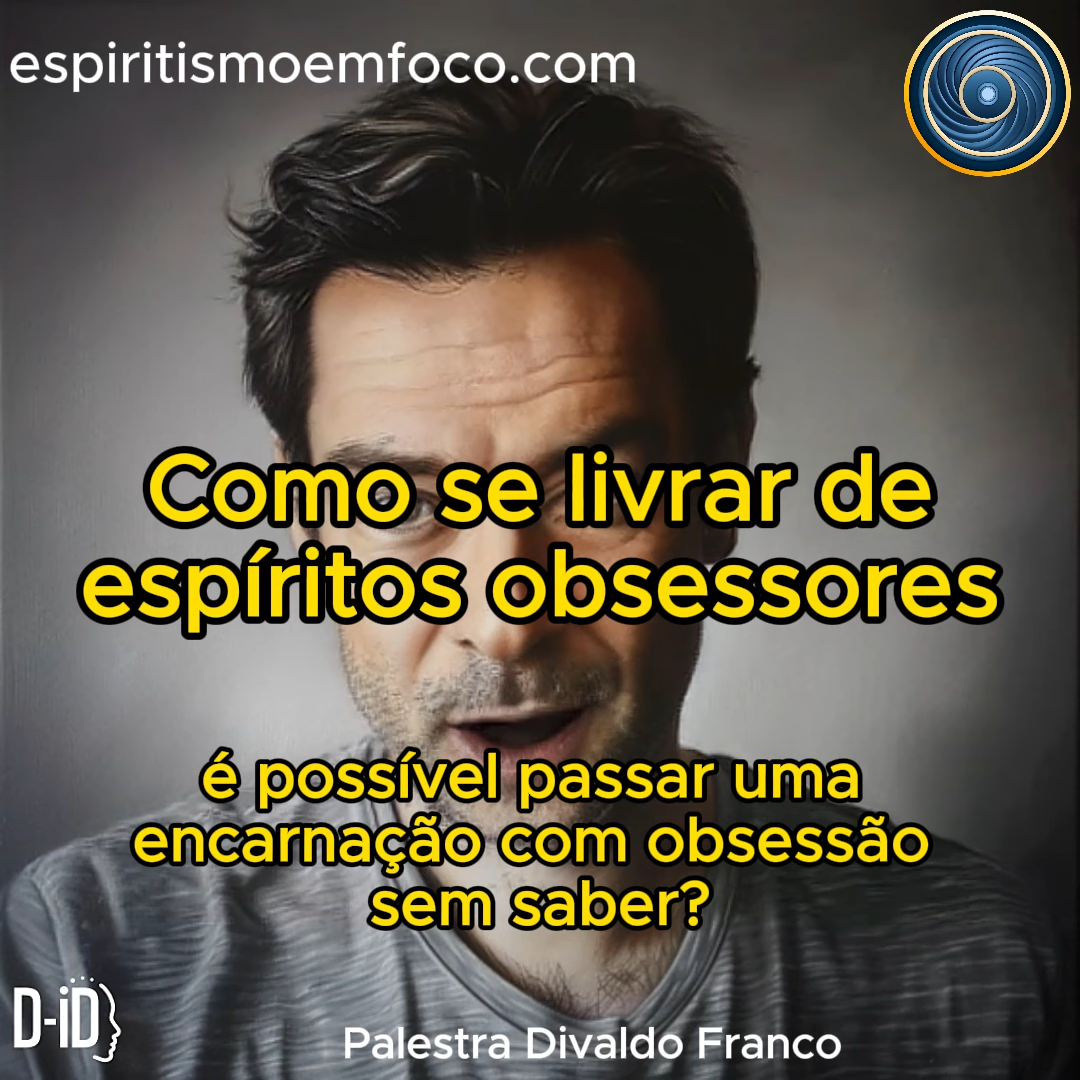 espiritismoemfoco.com
Como se livrar de
espíritos obsessores
é possível passar uma
encarnação com obsessão
sem saber?
D-iD
Palestra Divaldo Franco